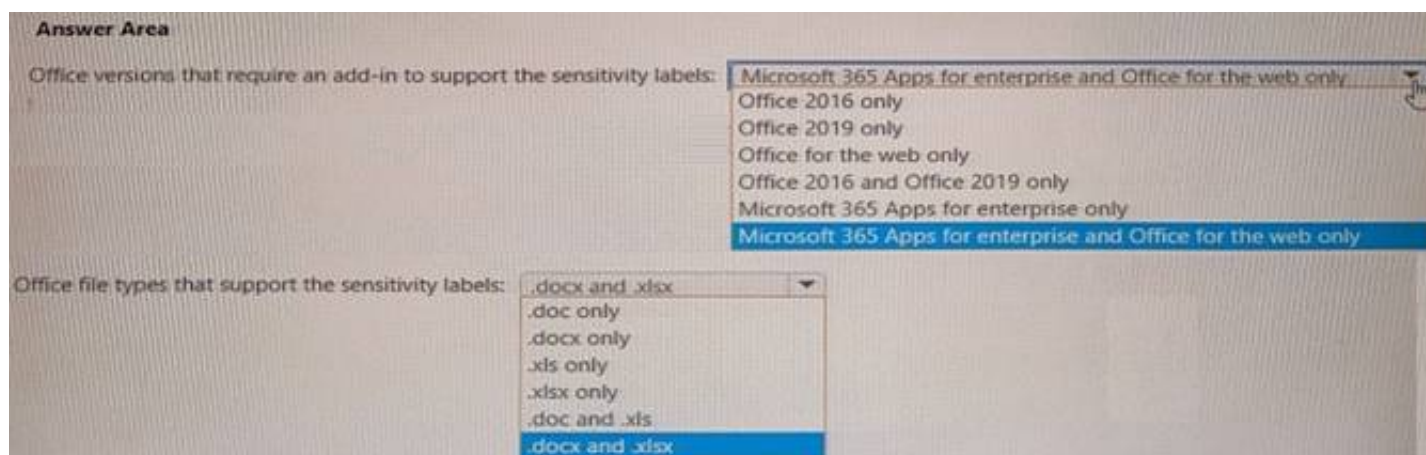 Answer Area
Office versions that require an add-in to support the sensitivity labels: Microsoft 365 Apps for enterprise and Office for the web only
Office 2016 only
Office 2019 only
Office for the web only
Office 2016 and Office 2019 only
Microsoft 365 Apps for enterprise only
Microsoft 365 Apps for enterprise and Office for the web only
Office file types that support the sensitivity labels: .docx and .xlsx
.doc only
.docx only
.xls only
.xlsx only
.doc and .xls
.docx and .xlsx